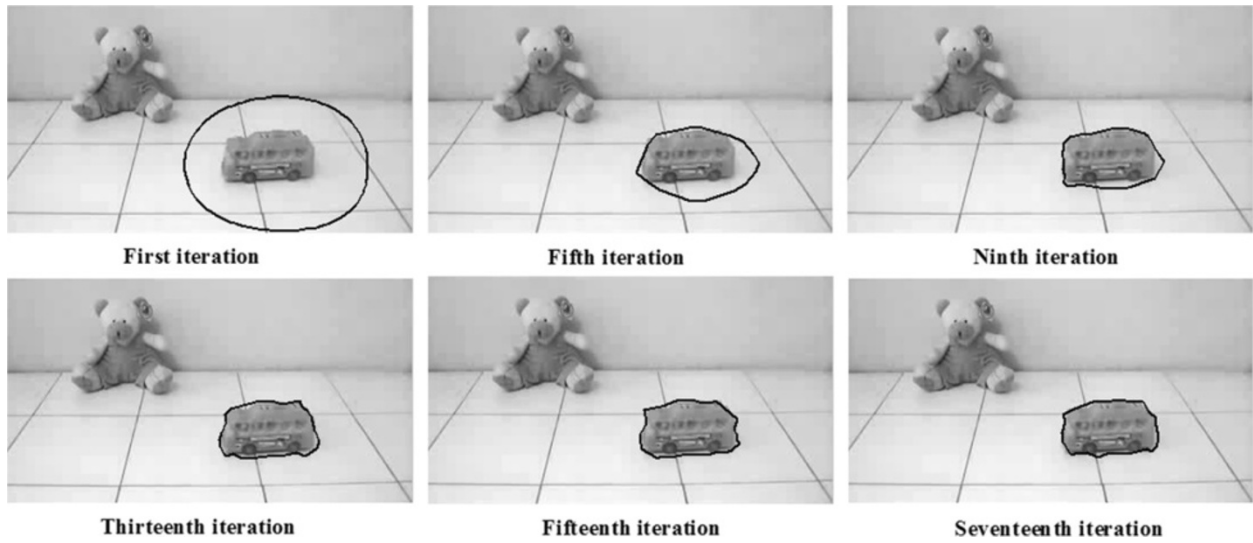 First iteration
Fifth iteration
Ninth iteration
Thirteenth iteration
Fifteenth iteration
Seventeenth iteration